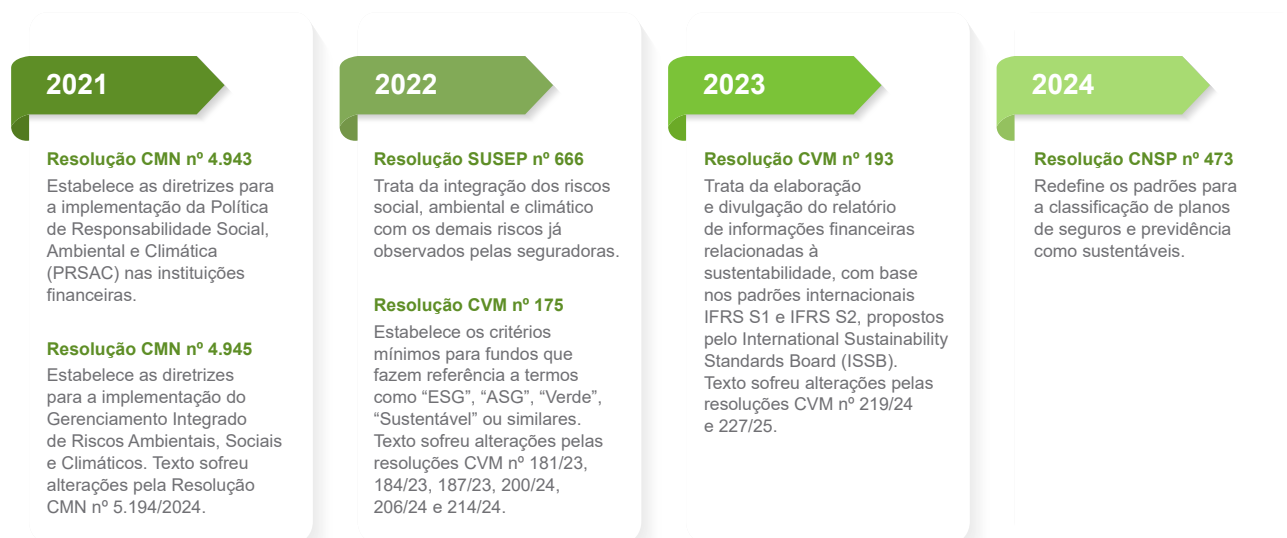 2021
Resolução CMN nº 4.943
Estabelece as diretrizes para
a implementação da Política
de Responsabilidade Social,
Ambiental e Climática
(PRSAC) nas instituições
financeiras.
Resolução CMN nº 4.945
Estabelece as diretrizes
para a implementação do
Gerenciamento Integrado
de Riscos Ambientais, Sociais
e Climáticos. Texto sofreu
alterações pela Resolução
CMN nº 5.194/2024.
2022
Resolução SUSEP nº 666
Trata da integração dos riscos
social, ambiental e climático
com os demais riscos já
observados pelas seguradoras.
Resolução CVM nº 175
Estabelece os critérios
mínimos para fundos que
fazem referência a termos
como “ESG”, “ASG”, “Verde”,
“Sustentável” ou similares.
Texto sofreu alterações pelas
resoluções CVM nº 181/23,
184/23, 187/23, 200/24,
206/24 e 214/24.
2023
Resolução CVM nº 193
Trata da elaboração
e divulgação do relatório
de informações financeiras
relacionadas à
sustentabilidade, com base
nos padrões internacionais
IFRS S1 e IFRS S2, propostos
pelo International Sustainability
Standards Board (ISSB).
Texto sofreu alterações pelas
resoluções CVM nº 219/24
e 227/25.
2024
Resolução CNSP nº 473
Redefine os padrões para
a classificação de planos
de seguros e previdência
como sustentáveis.